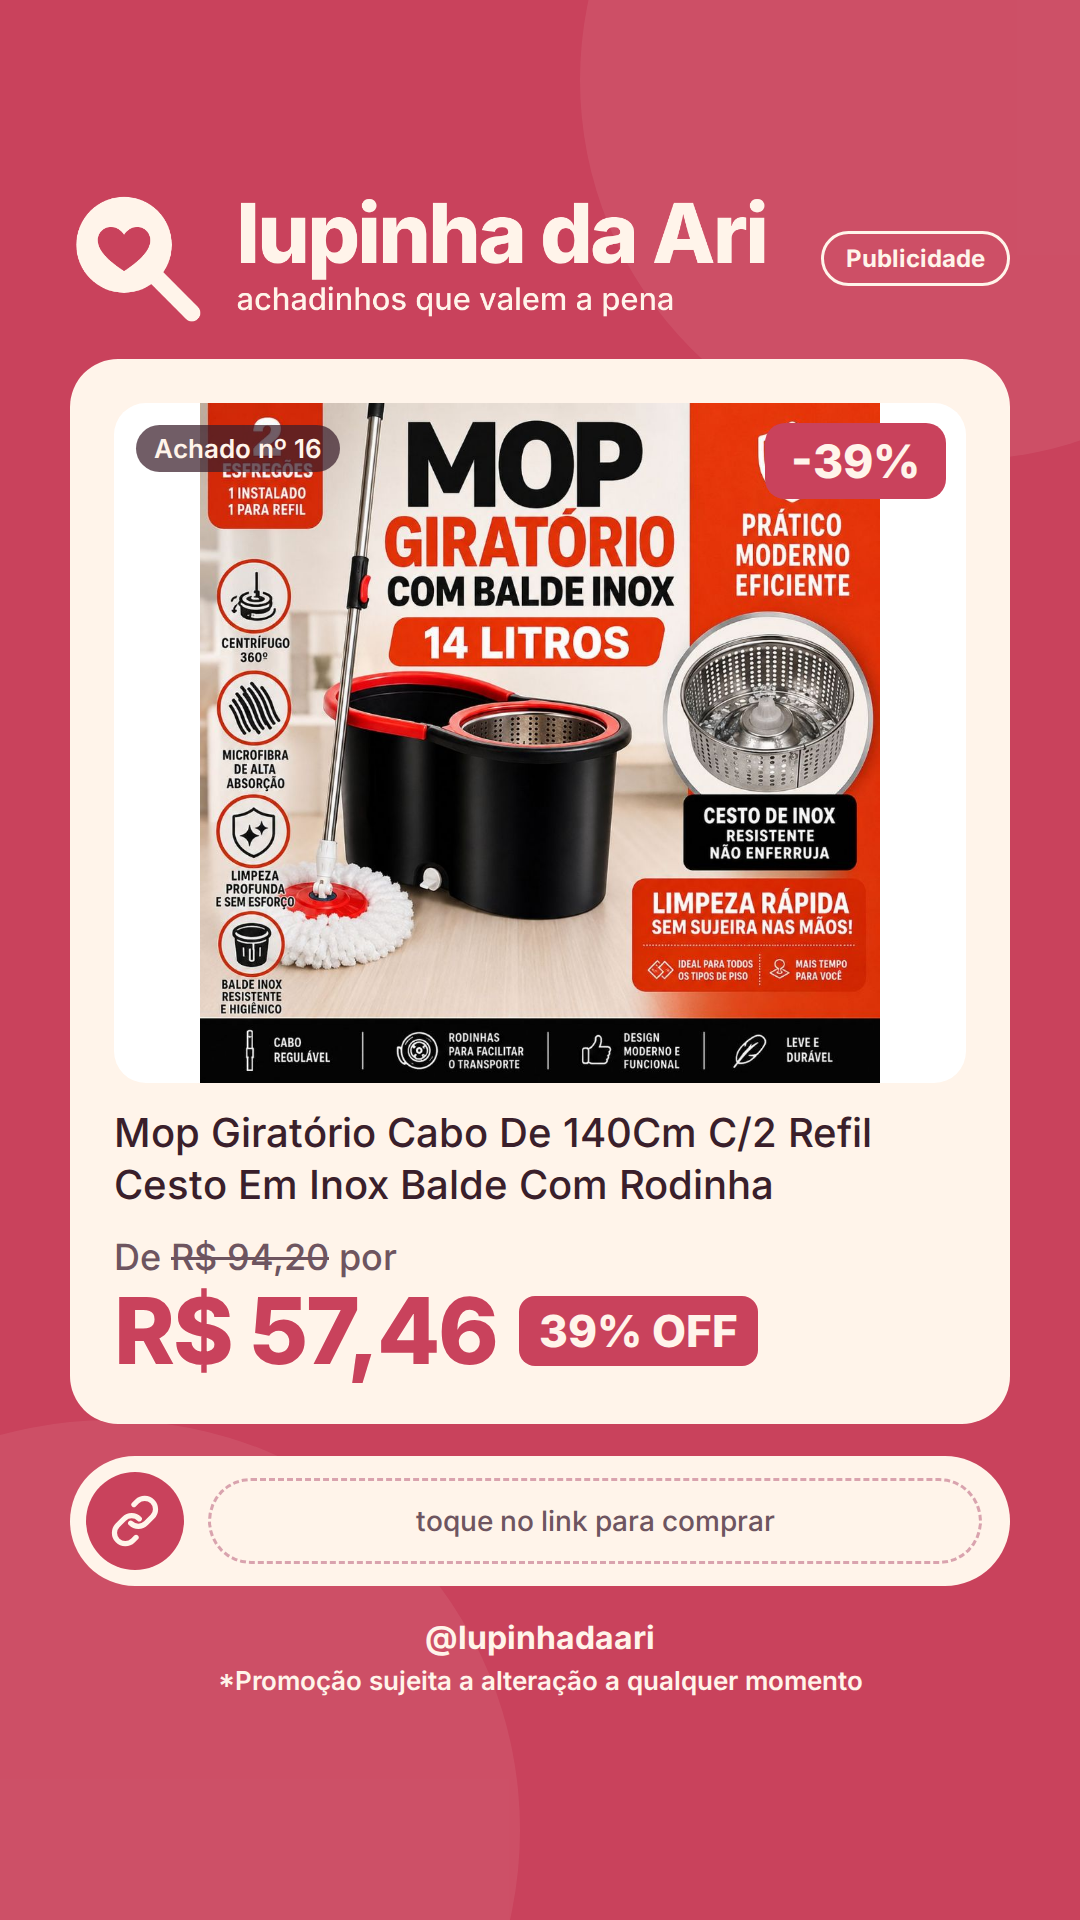 lupinha da Ari
achadinhos que valem a pena
Publicidade
Achado nº 16
-39%
2
ESFREGÕES
1 INSTALADO
1 PARA REFIL
MOP
GIRATÓRIO
COM BALDE INOX
14 LITROS
PRÁTICO
MODERNO
EFICIENTE
CENTRÍFUGO
360º
MICROFIBRA
DE ALTA
ABSORÇÃO
LIMPEZA
PROFUNDA
E SEM ESFORÇO
BALDE INOX
RESISTENTE
E HIGIÊNICO
CESTO DE INOX
RESISTENTE
NÃO ENFERRUJA
LIMPEZA RÁPIDA
SEM SUJEIRA NAS MÃOS!
IDEAL PARA TODOS
OS TIPOS DE PISO
MAIS TEMPO
PARA VOCÊ
CABO
REGULÁVEL
RODINHAS
PARA FACILITAR
O TRANSPORTE
DESIGN
MODERNO E
FUNCIONAL
LEVE E
DURÁVEL
Mop Giratório Cabo De 140Cm C/2 Refil
Cesto Em Inox Balde Com Rodinha
De R$ 94,20 por
R$ 57,46
39% OFF
toque no link para comprar
@lupinhadaari
*Promoção sujeita a alteração a qualquer momento